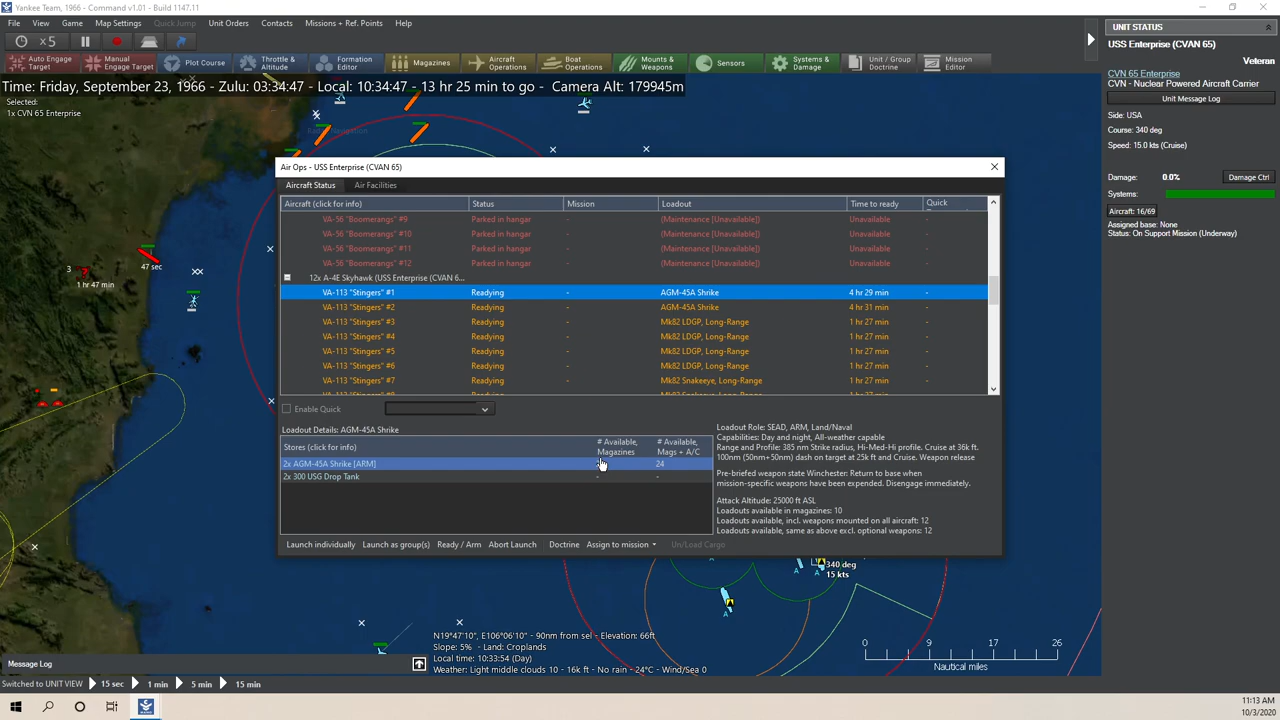 Yankee Team, 1966 - Command v1.01 - Build 1147.11
File View Game Map Settings Quick Jump Unit Orders Contacts Missions + Ref. Points Help
x 5
Auto Engage Target Manual Engage Target Plot Course Throttle & Altitude Formation Editor Magazines Aircraft Operations Boat Operations Mounts & Weapons Sensors Systems & Damage Unit / Group Doctrine Mission Editor
Time: Friday, September 23, 1966 - Zulu: 03:34:47 - Local: 10:34:47 - 13 hr 25 min to go - Camera Alt: 179945m
Selected:
1x CVN 65 Enterprise
UNIT STATUS
USS Enterprise (CVAN 65)
Veteran
CVN 65 Enterprise
CVN - Nuclear Powered Aircraft Carrier
Unit Message Log
Side: USA
Course: 340 deg
Speed: 15.0 kts (Cruise)
Damage: 0.0% Damage Ctrl
Systems:
Aircraft: 16/69
Assigned base: None
Status: On Support Mission (Underway)
47 sec
3
1 hr 47 min
Air Ops - USS Enterprise (CVAN 65)
Aircraft Status Air Facilities
Aircraft (click for info) Status Mission Loadout Time to ready Quick
VA-56 "Boomerangs" #9 Parked in hangar - (Maintenance [Unavailable]) Unavailable -
VA-56 "Boomerangs" #10 Parked in hangar - (Maintenance [Unavailable]) Unavailable -
VA-56 "Boomerangs" #11 Parked in hangar - (Maintenance [Unavailable]) Unavailable -
VA-56 "Boomerangs" #12 Parked in hangar - (Maintenance [Unavailable]) Unavailable -
12x A-4E Skyhawk (USS Enterprise (CVAN 6...
VA-113 "Stingers" #1 Readying - AGM-45A Shrike 4 hr 29 min -
VA-113 "Stingers" #2 Readying - AGM-45A Shrike 4 hr 31 min -
VA-113 "Stingers" #3 Readying - Mk82 LDGP, Long-Range 1 hr 27 min -
VA-113 "Stingers" #4 Readying - Mk82 LDGP, Long-Range 1 hr 27 min -
VA-113 "Stingers" #5 Readying - Mk82 LDGP, Long-Range 1 hr 27 min -
VA-113 "Stingers" #6 Readying - Mk82 LDGP, Long-Range 1 hr 27 min -
VA-113 "Stingers" #7 Readying - Mk82 Snakeeye, Long-Range 1 hr 27 min -
Enable Quick
Loadout Details: AGM-45A Shrike
Stores (click for info) # Available, Magazines # Available, Mags + A/C
2x AGM-45A Shrike [ARM] 24
2x 300 USG Drop Tank - -
Loadout Role: SEAD, ARM, Land/Naval
Capabilities: Day and night, All-weather capable
Range and Profile: 385 nm Strike radius, Hi-Med-Hi profile. Cruise at 36k ft.
100nm (50nm+50nm) dash on target at 25k ft and Cruise. Weapon release
Pre-briefed weapon state Winchester: Return to base when
mission-specific weapons have been expended. Disengage immediately.
Attack Altitude: 25000 ft ASL
Loadouts available in magazines: 10
Loadouts available, incl. weapons mounted on all aircraft: 12
Loadouts available, same as above excl. optional weapons: 12
Launch individually Launch as group(s) Ready / Arm Abort Launch Doctrine Assign to mission Un/Load Cargo
340 deg
15 kts
A A A A
N19°47'10", E106°06'10" - 90nm from sel - Elevation: 66ft
Slope: 5% - Land: Croplands
Local time: 10:33:54 (Day)
Weather: Light middle clouds 10 - 16k ft - No rain - 24°C - Wind/Sea 0
0 9 17 26
Nautical miles
Message Log
Switched to UNIT VIEW 15 sec 1 min 5 min 15 min
11:13 AM
10/3/2020